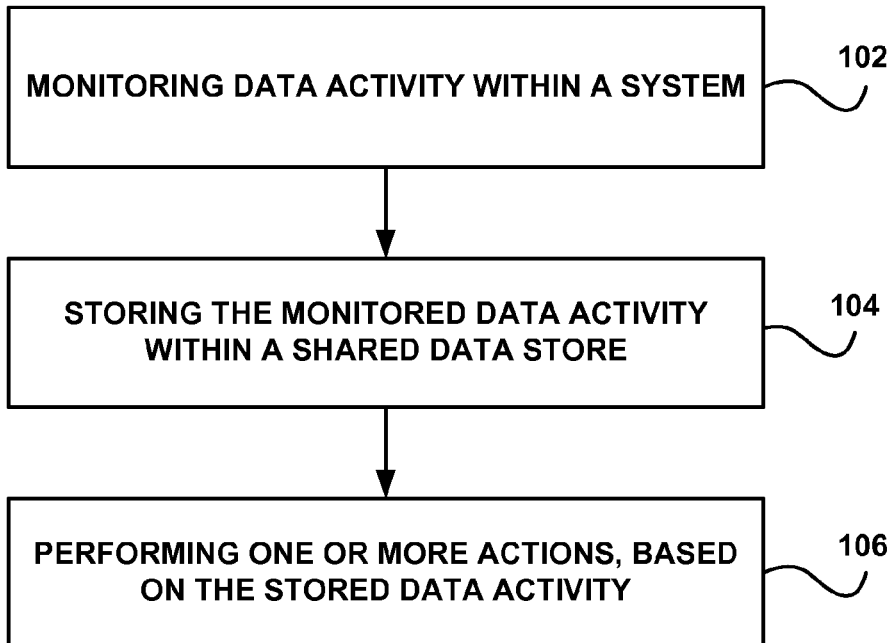 MONITORING DATA ACTIVITY WITHIN A SYSTEM
102
STORING THE MONITORED DATA ACTIVITY
WITHIN A SHARED DATA STORE
104
PERFORMING ONE OR MORE ACTIONS, BASED
ON THE STORED DATA ACTIVITY
106